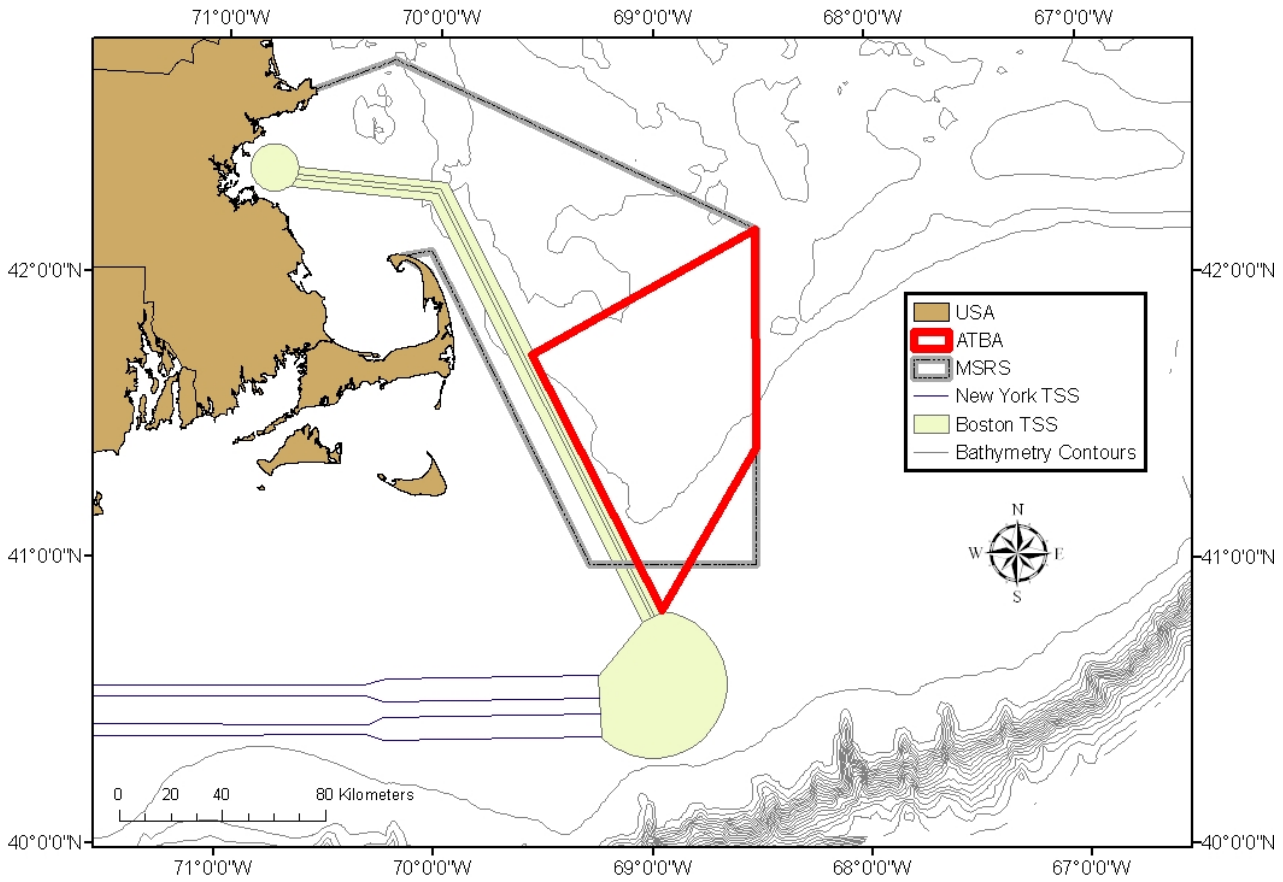 71°0'0"W 70°0'0"W 69°0'0"W 68°0'0"W 67°0'0"W
42°0'0"N 42°0'0"N
USA
ATBA
MSRS
New York TSS
Boston TSS
Bathymetry Contours
N
W E
S
41°0'0"N 41°0'0"N
0 20 40 80 Kilometers
40°0'0"N 40°0'0"N
71°0'0"W 70°0'0"W 69°0'0"W 68°0'0"W 67°0'0"W